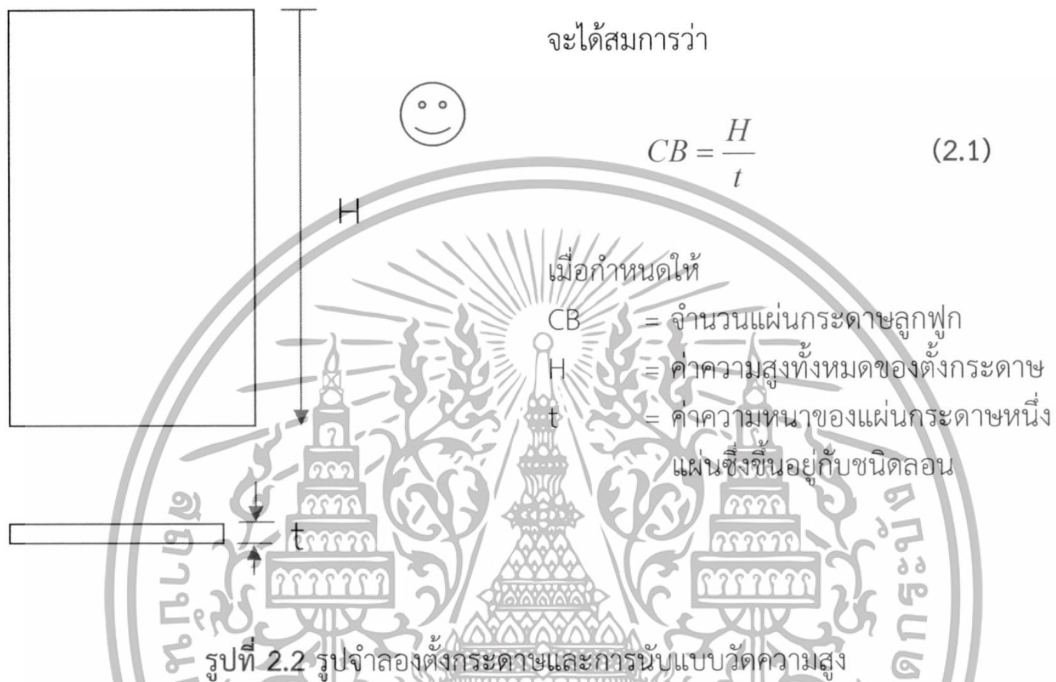 จะได้สมการว่า
CB = H / t (2.1)
H
เมื่อกำหนดให้
CB = จำนวนแผ่นกระดาษลูกฟูก
H = ค่าความสูงทั้งหมดของตั้งกระดาษ
t = ค่าความหนาของแผ่นกระดาษหนึ่ง
แผ่นซึ่งขึ้นอยู่กับชนิดลอน
t
รูปที่ 2.2 รูปจำลองตั้งกระดาษและการนับแบบวัดความสูง